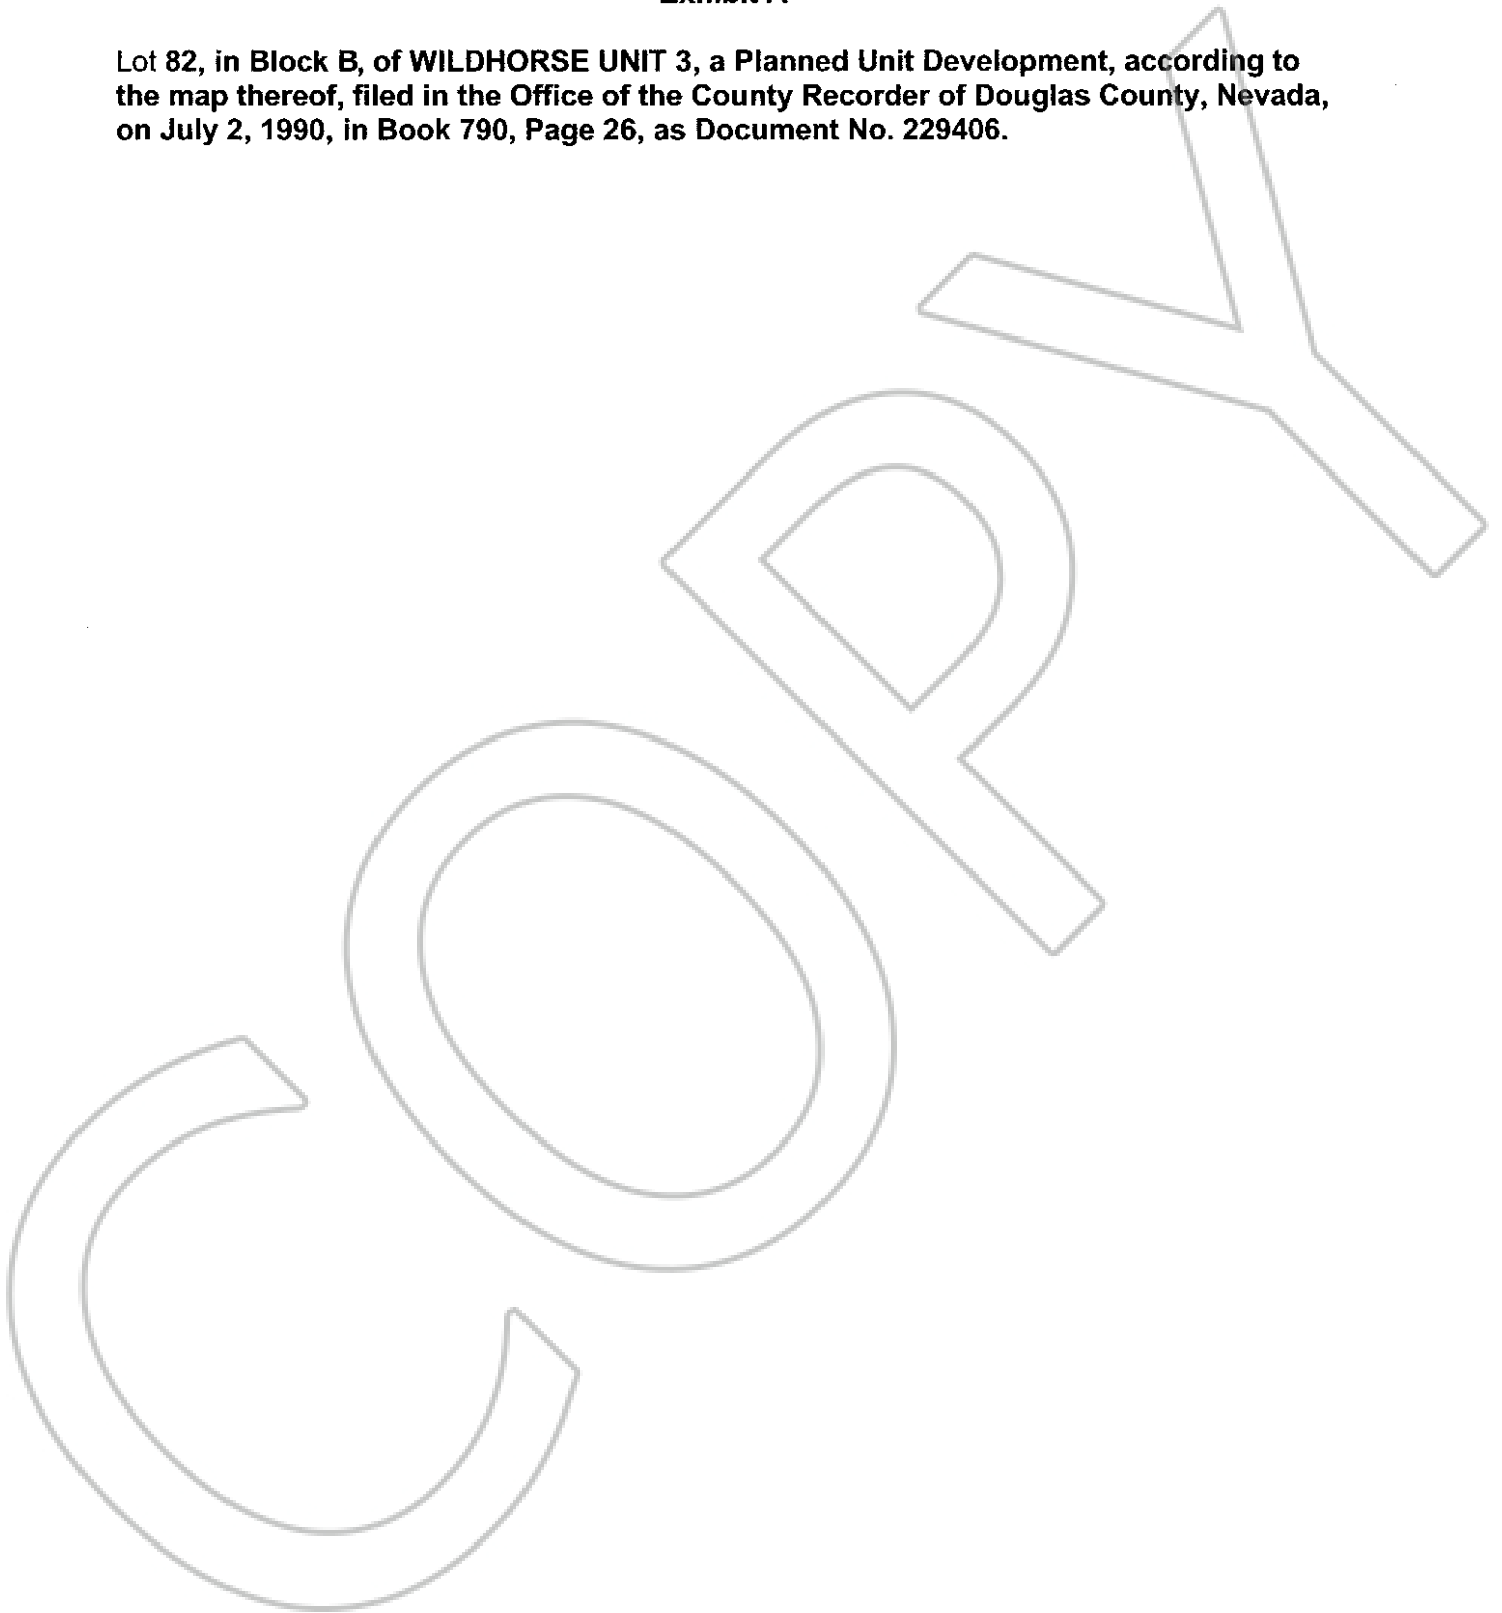 Exhibit A
Lot 82, in Block B, of WILDHORSE UNIT 3, a Planned Unit Development, according to
the map thereof, filed in the Office of the County Recorder of Douglas County, Nevada,
on July 2, 1990, in Book 790, Page 26, as Document No. 229406.
COPY